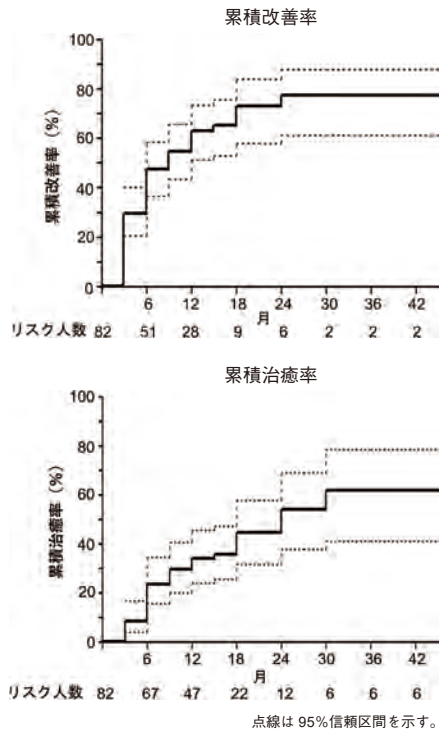 累積改善率
100
80
60
40
20
0
累積改善率（%）
6 12 18 24 30 36 42
月
リスク人数 82 51 28 9 6 2 2 2
累積治癒率
100
80
60
40
20
0
累積治癒率（%）
6 12 18 24 30 36 42
月
リスク人数 82 67 47 22 12 6 6 6
点線は 95%信頼区間を示す。